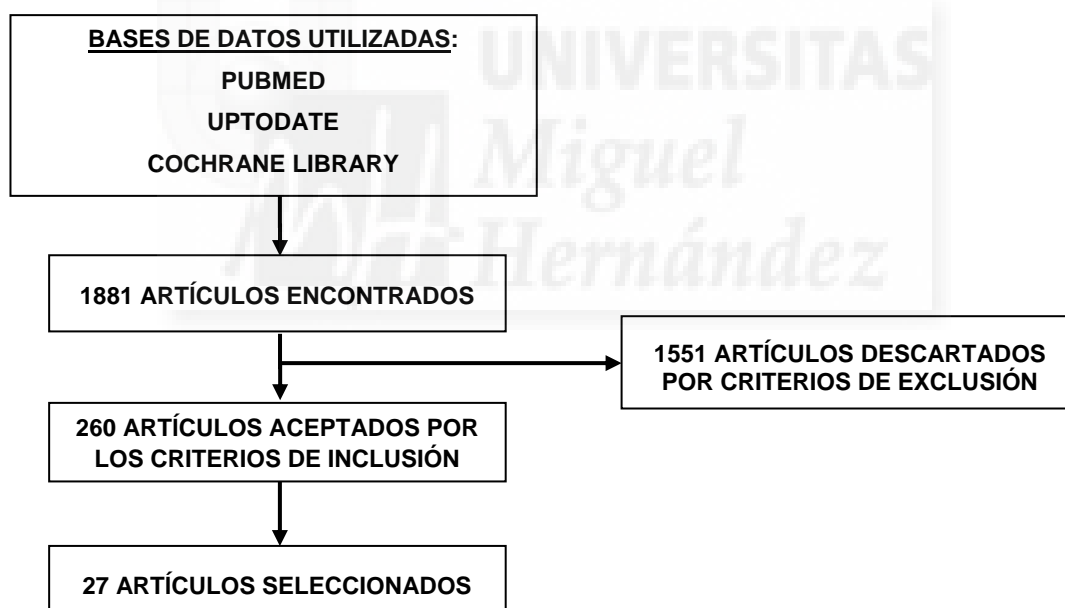 BASES DE DATOS UTILIZADAS:
PUBMED
UPTODATE
COCHRANE LIBRARY
UNIVERSITAS
Miguel
Hernández
1881 ARTÍCULOS ENCONTRADOS
1551 ARTÍCULOS DESCARTADOS
POR CRITERIOS DE EXCLUSIÓN
260 ARTÍCULOS ACEPTADOS POR
LOS CRITERIOS DE INCLUSIÓN
27 ARTÍCULOS SELECCIONADOS